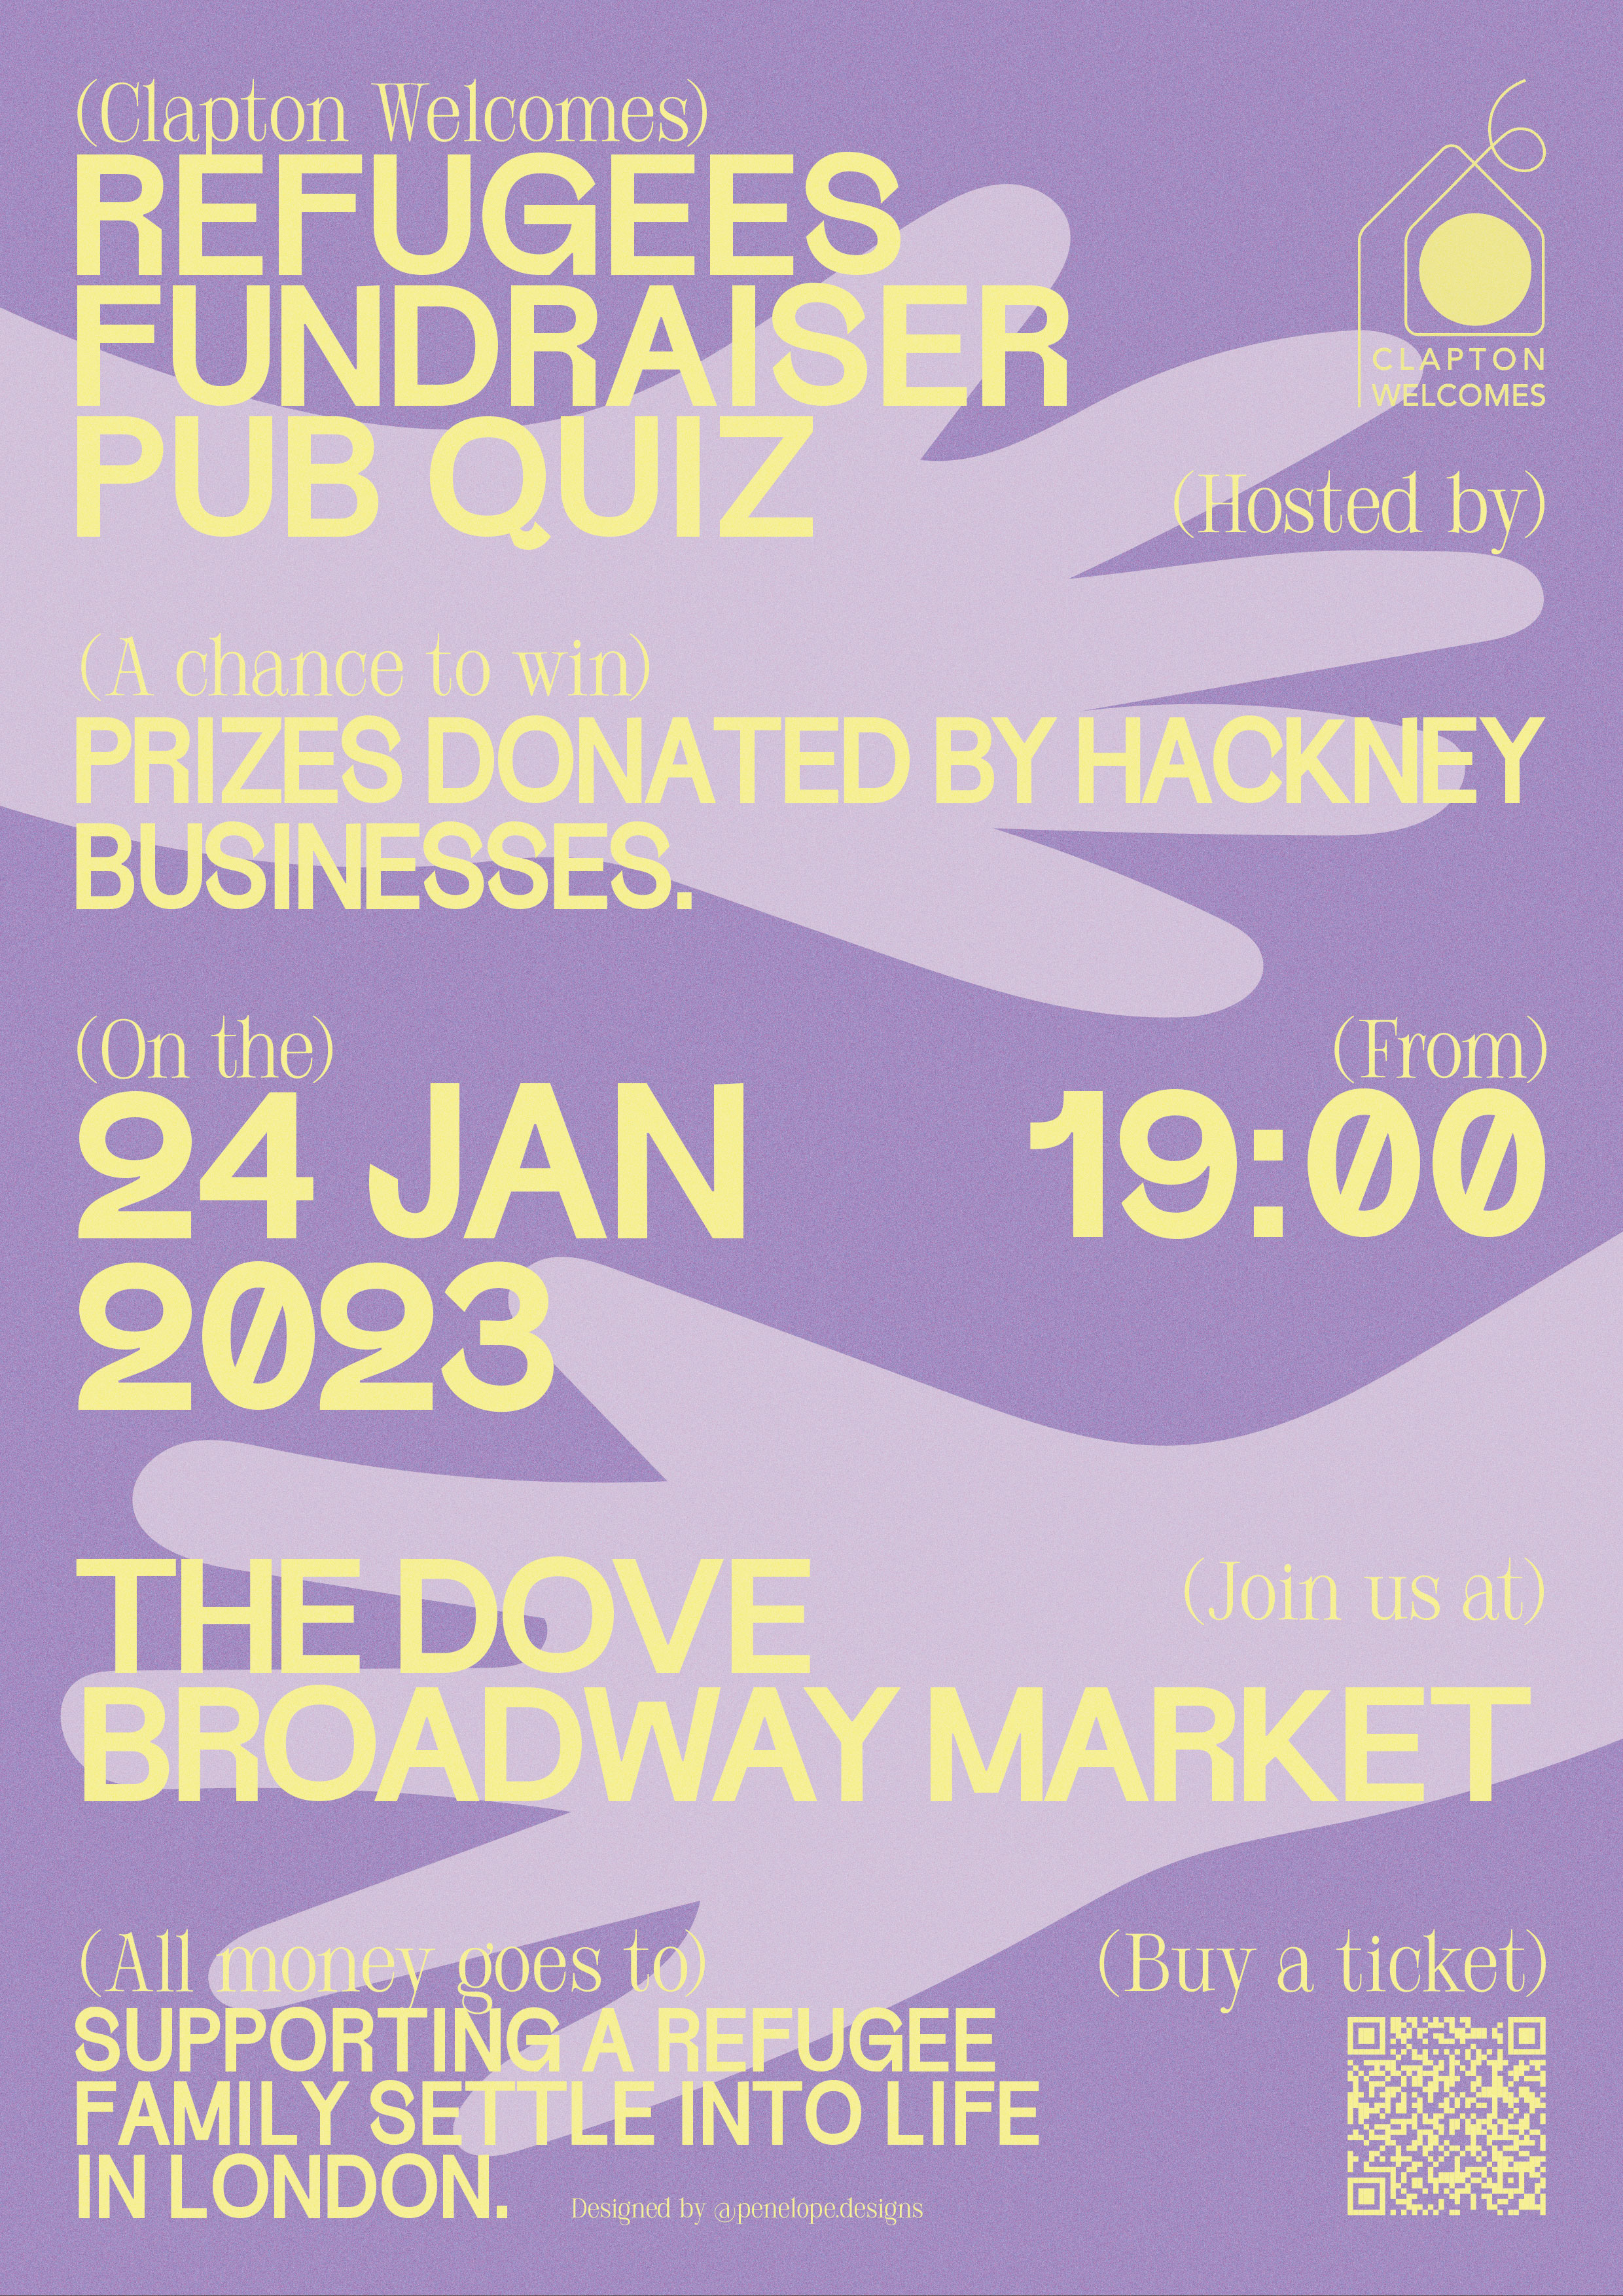 (Clapton Welcomes)
REFUGEES
FUNDRAISER
PUB QUIZ
CLAPTON
WELCOMES
(Hosted by)
(A chance to win)
PRIZES DONATED BY HACKNEY
BUSINESSES.
(On the)
24 JAN
2023
(From)
19:00
THE DOVE
(Join us at)
BROADWAY MARKET
(All money goes to)
SUPPORTING A REFUGEE
FAMILY SETTLE INTO LIFE
IN LONDON.
Designed by @penelope.designs
(Buy a ticket)